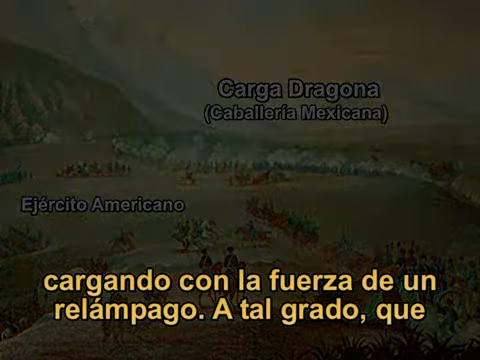 Carga Dragona
(Caballería Mexicana)
Ejército Americano
cargando con la fuerza de un
relámpago. A tal grado, que